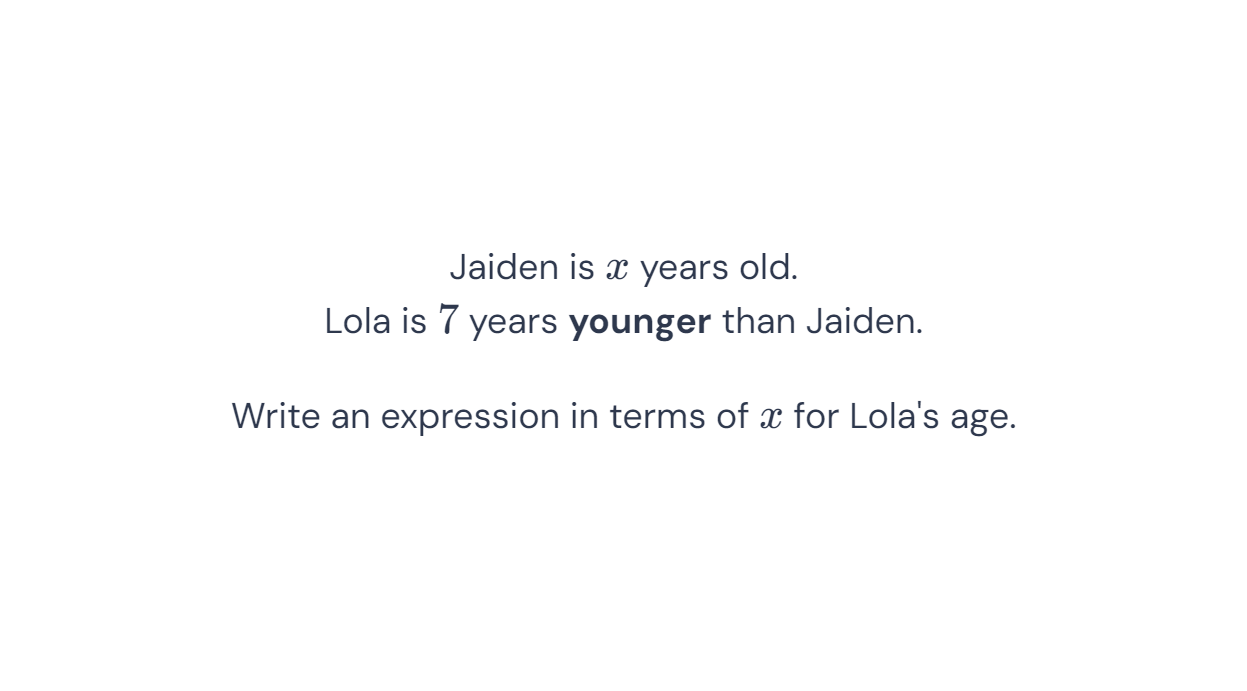 Jaiden is x years old.
Lola is 7 years younger than Jaiden.
Write an expression in terms of x for Lola's age.